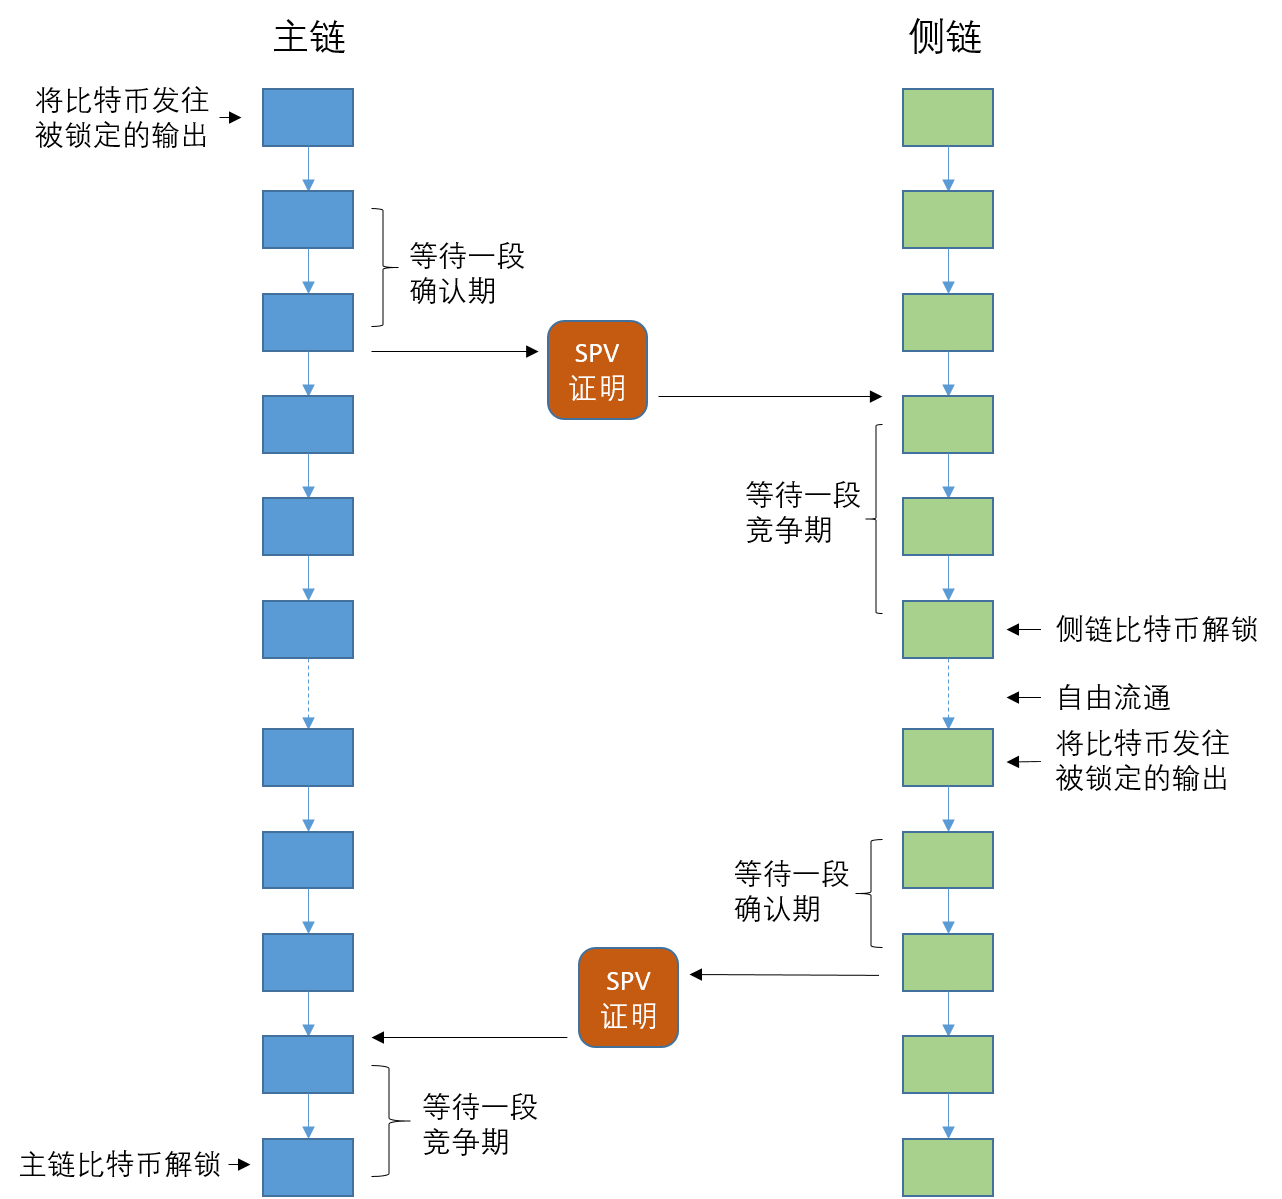 主链
侧链
将比特币发往
被锁定的输出
等待一段
确认期
SPV
证明
等待一段
竞争期
侧链比特币解锁
自由流通
将比特币发往
被锁定的输出
等待一段
确认期
SPV
证明
等待一段
竞争期
主链比特币解锁